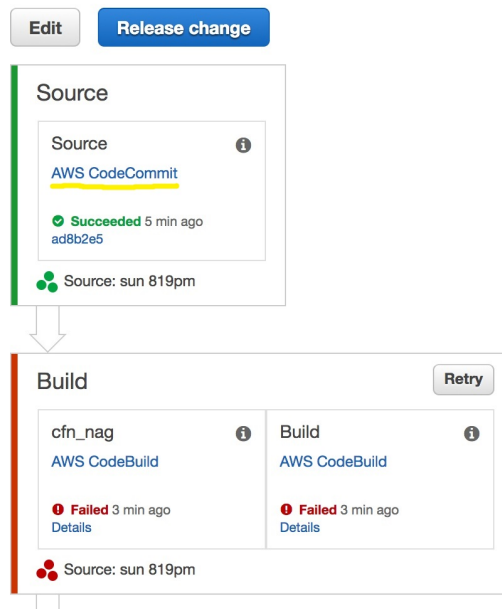 Edit Release change
Source
Source
AWS CodeCommit
Succeeded 5 min ago
ad8b2e5
Source: sun 819pm
Build Retry
cfn_nag Build
AWS CodeBuild AWS CodeBuild
Failed 3 min ago Failed 3 min ago
Details Details
Source: sun 819pm